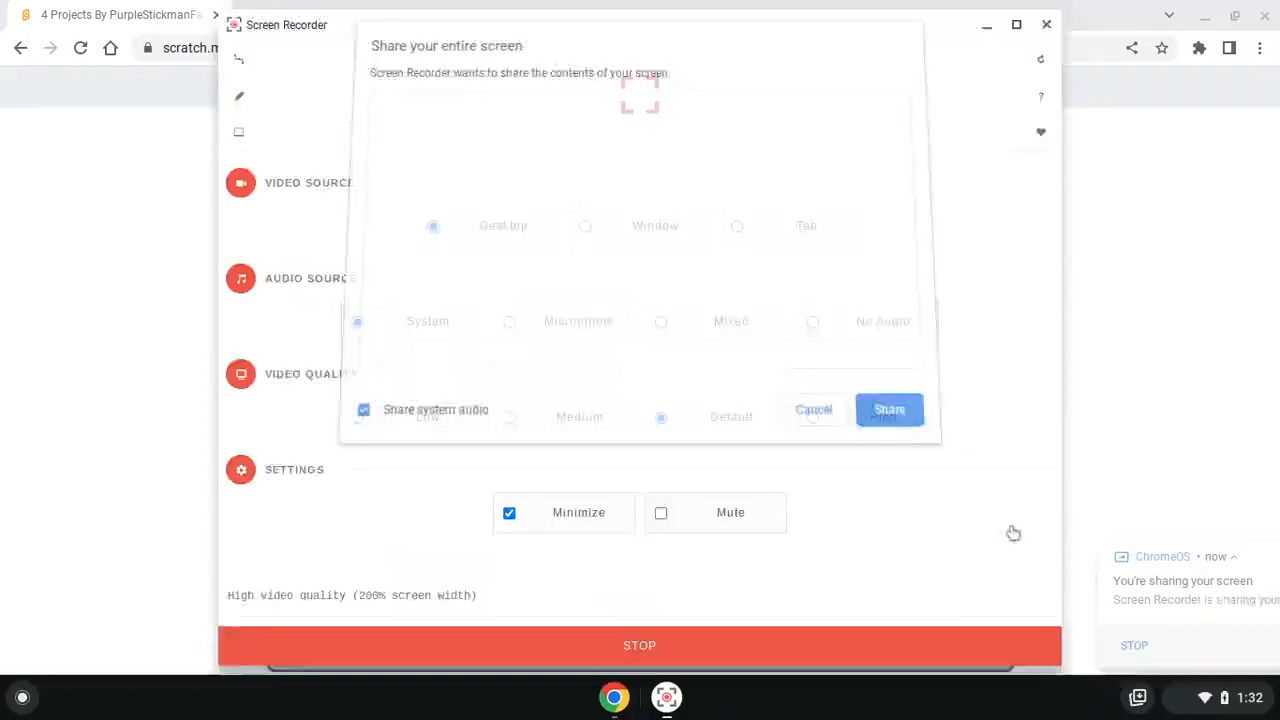 4 Projects By PurpleStickmanFa
Screen Recorder
scratch.m
Share your entire screen
Screen Recorder wants to share the contents of your screen.
?
VIDEO SOURCE
Desktop
Window
Tab
AUDIO SOURCE
System
Microphone
Mixed
No Audio
VIDEO QUALITY
Share system audio
Cancel
Share
Low
Medium
Default
SETTINGS
Minimize
Mute
High video quality (200% screen width)
STOP
ChromeOS • now
You're sharing your screen
Screen Recorder is sharing your
STOP
1:32